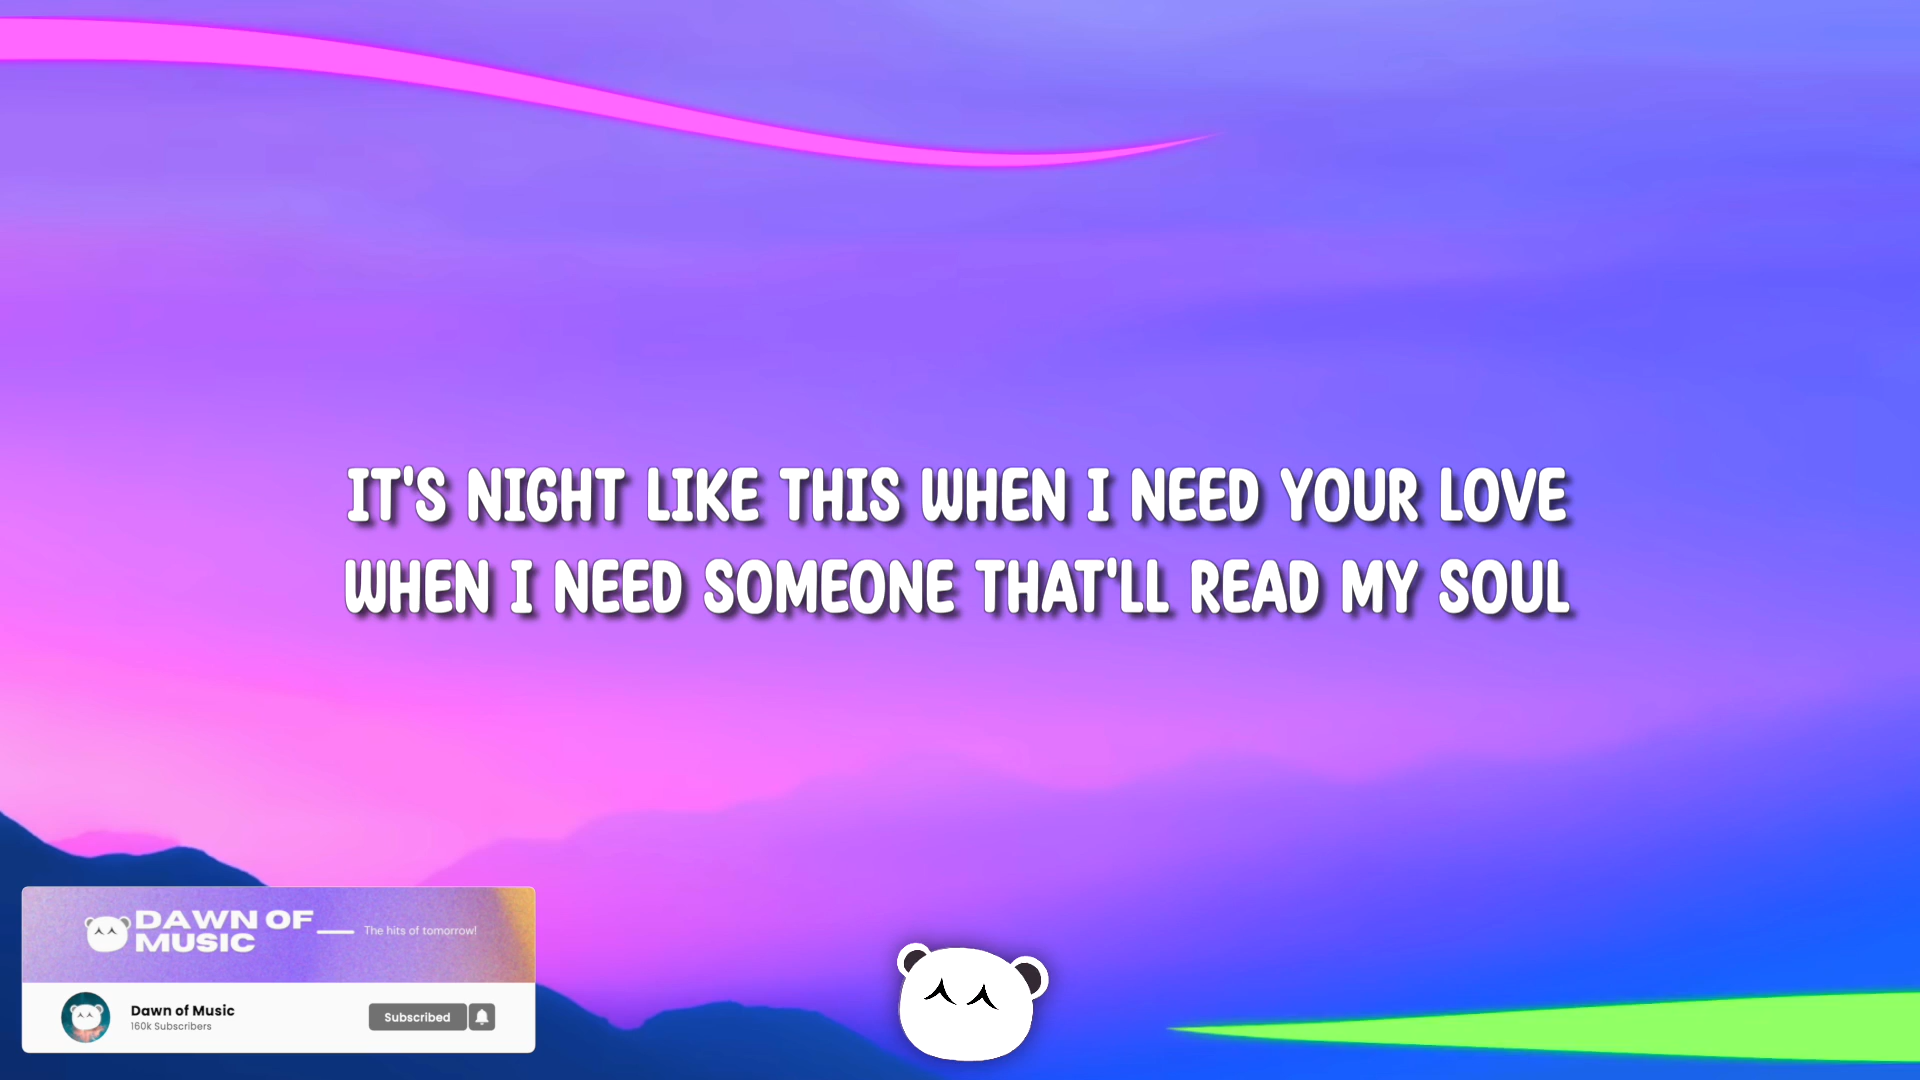 IT'S NIGHT LIKE THIS WHEN I NEED YOUR LOVE
WHEN I NEED SOMEONE THAT'LL READ MY SOUL
DAWN OF
MUSIC
The hits of tomorrow!
Dawn of Music
160k Subscribers
Subscribed